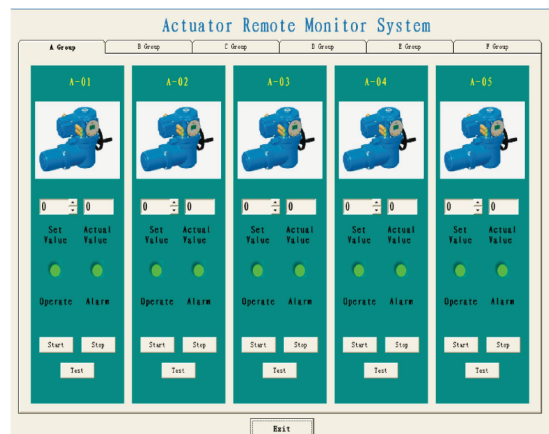 Actuator Remote Monitor System
A Group B Group C Group D Group E Group F Group
A-01 A-02 A-03 A-04 A-05
0 0 0 0 0 0 0 0 0 0
Set Actual Set Actual Set Actual Set Actual Set Actual
Value Value Value Value Value Value Value Value Value Value
Operate Alarm Operate Alarm Operate Alarm Operate Alarm Operate Alarm
Start Stop Start Stop Start Stop Start Stop Start Stop
Test Test Test Test Test
Exit